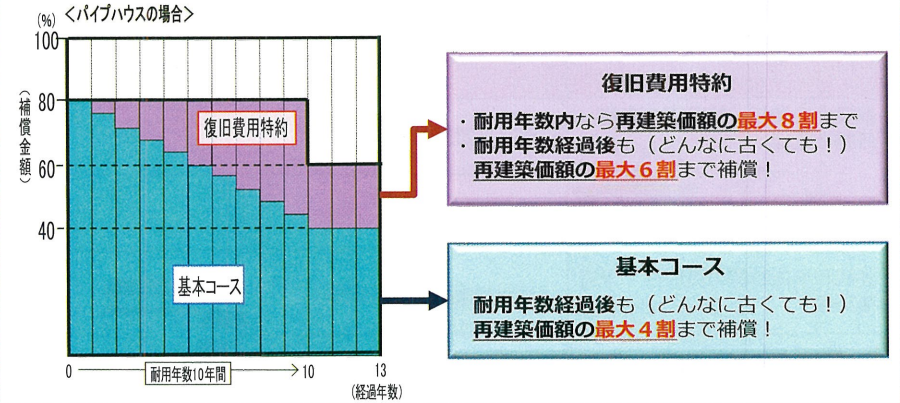 <パイプハウスの場合>
(%)
100
80
60
40
(補償金額)
復旧費用特約
基本コース
0
耐用年数10年間
10
13
(経過年数)
復旧費用特約
・耐用年数内なら再建築価額の最大8割まで
・耐用年数経過後も(どんなに古くても!)
再建築価額の最大6割まで補償!
基本コース
耐用年数経過後も(どんなに古くても!)
再建築価額の最大4割まで補償!